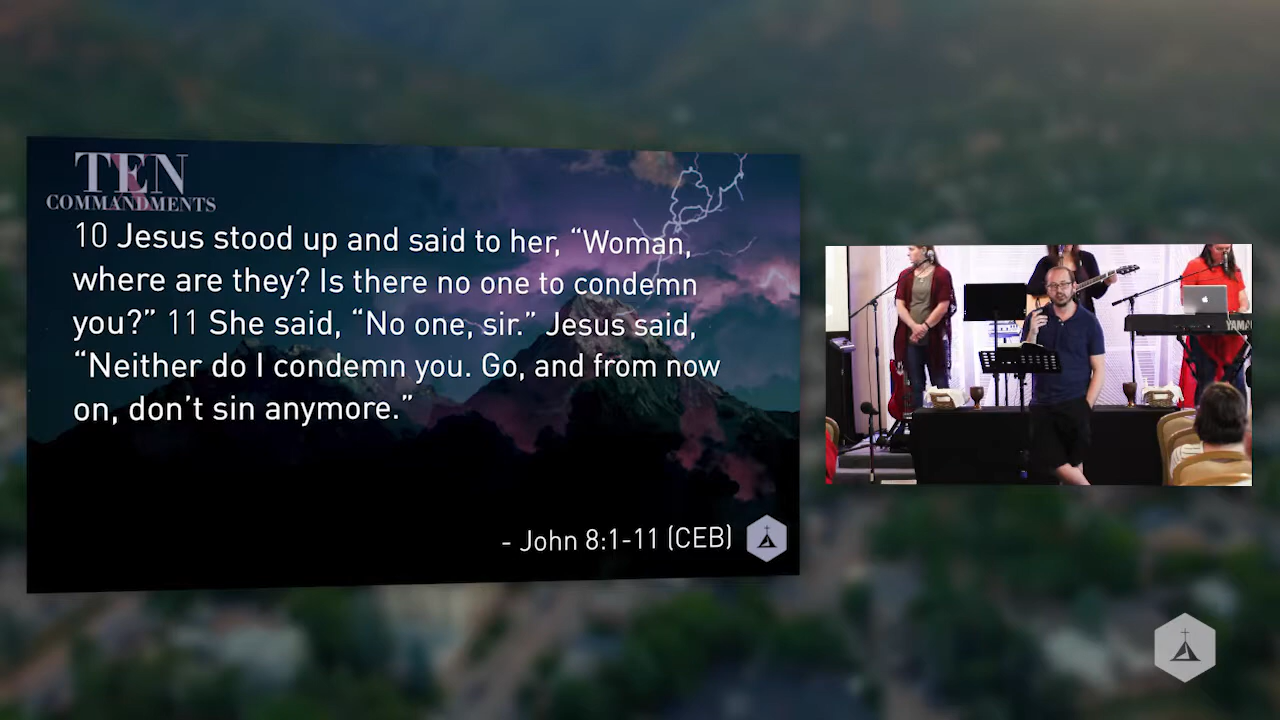 TEN
COMMANDMENTS
10 Jesus stood up and said to her, “Woman,
where are they? Is there no one to condemn
you?” 11 She said, “No one, sir.” Jesus said,
“Neither do I condemn you. Go, and from now
on, don’t sin anymore.”
- John 8:1-11 (CEB)
YAMA